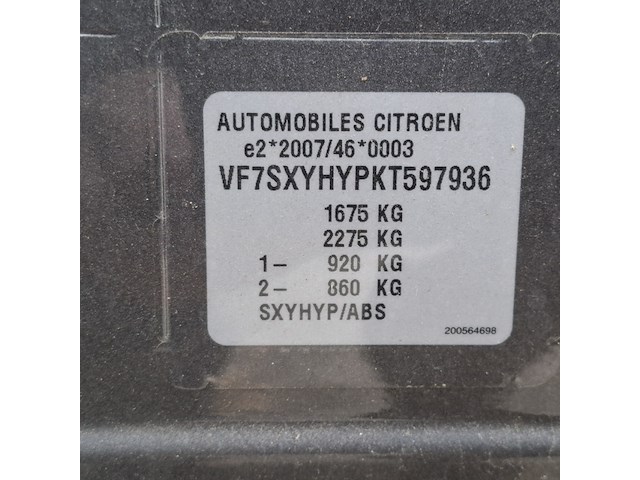 AUTOMOBILES CITROEN
e2*2007/46*0003
VF7SXYHYPKT597936
1675 KG
2275 KG
1- 920 KG
2- 860 KG
SXYHYP/ABS
200564698